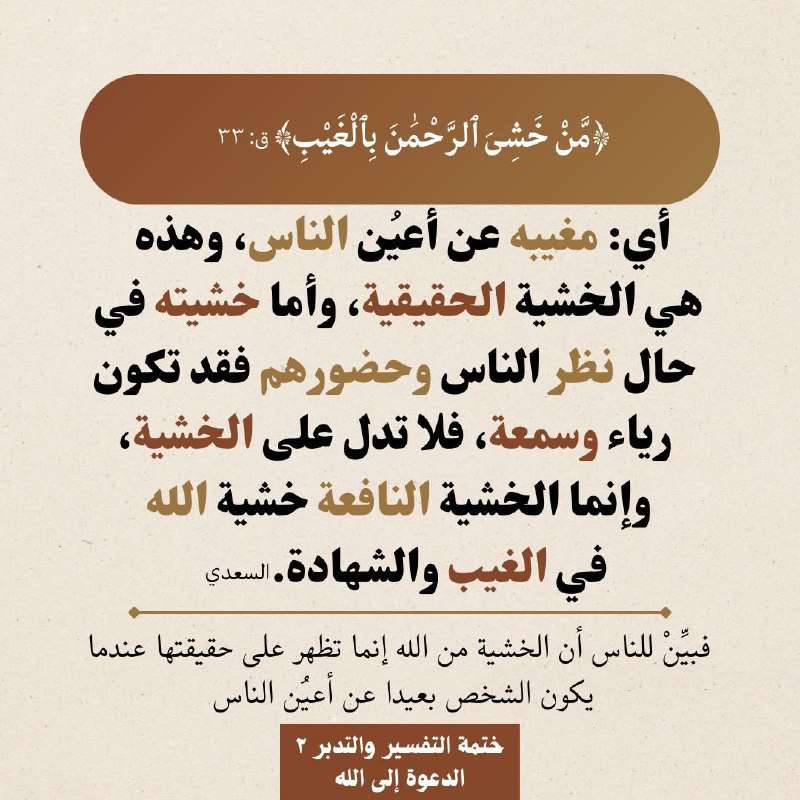 ﴿مَّنْ خَشِىَ ٱلرَّحْمَٰنَ بِٱلْغَيْبِ﴾ ق: ٣٣
أي: مغيبه عن أعيُن الناس، وهذه
هي الخشية الحقيقية، وأما خشيته في
حال نظر الناس وحضورهم فقد تكون
رياء وسمعة، فلا تدل على الخشية،
وإنما الخشية النافعة خشية الله
في الغيب والشهادة. السعدي
فبيِّنْ للناس أن الخشية من الله إنما تظهر على حقيقتها عندما
يكون الشخص بعيدا عن أعيُن الناس
ختمة التفسير والتدبر ٢
الدعوة إلى الله